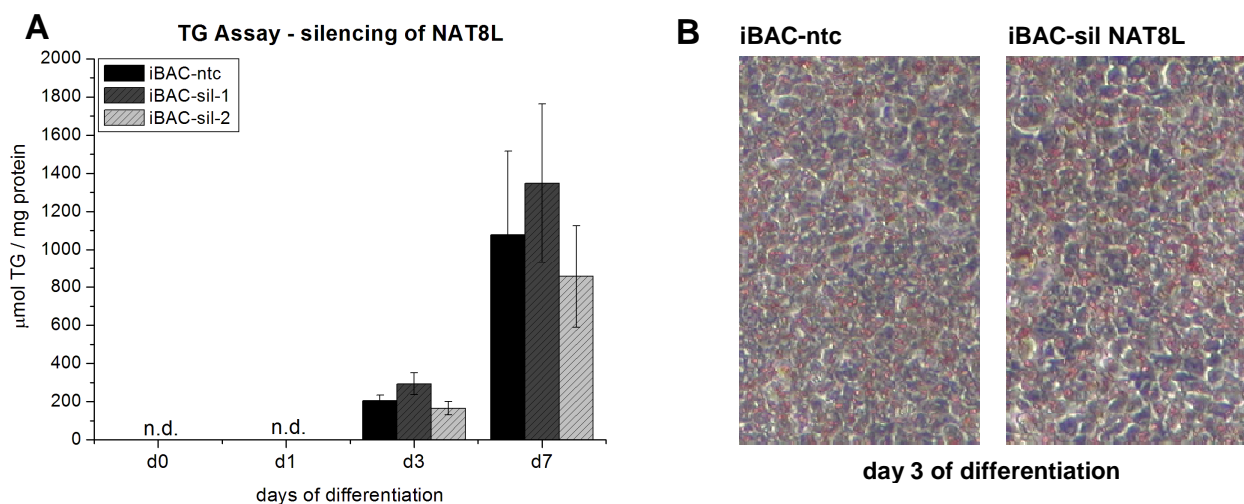 A
TG Assay - silencing of NAT8L
iBAC-ntc
iBAC-sil-1
iBAC-sil-2
µmol TG / mg protein
2000
1800
1600
1400
1200
1000
800
600
400
200
0
n.d.
n.d.
d0
d1
d3
d7
days of differentiation
B
iBAC-ntc
iBAC-sil NAT8L
day 3 of differentiation